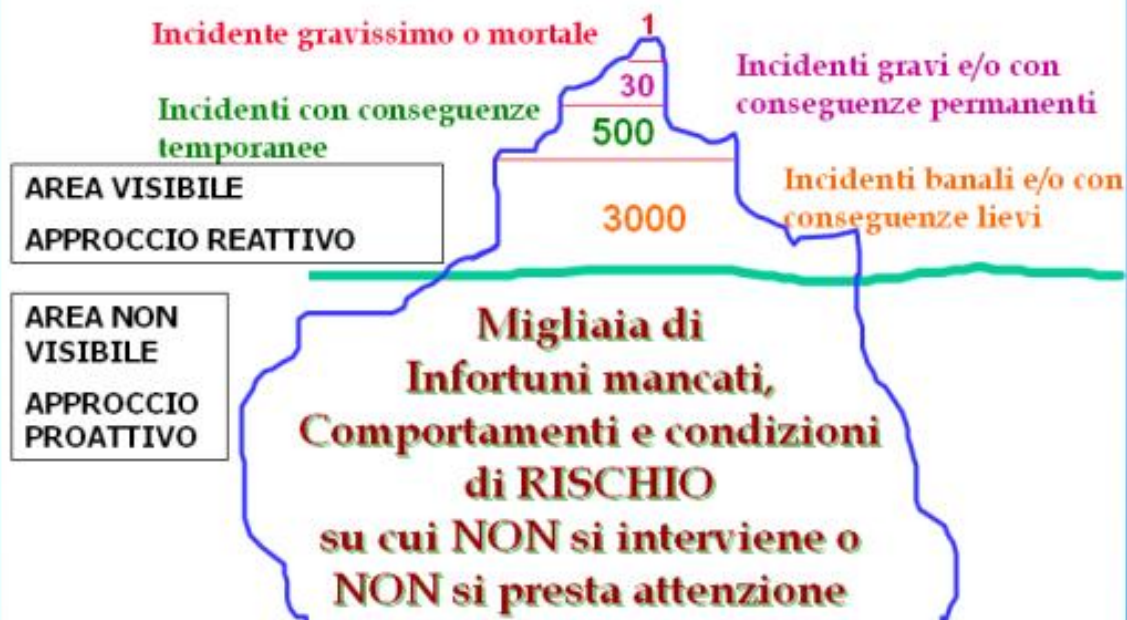 1
Incidente gravissimo o mortale
30
Incidenti gravi e/o con
conseguenze permanenti
Incidenti con conseguenze
temporanee
500
AREA VISIBILE
APPROCCIO REATTIVO
3000
Incidenti banali e/o con
conseguenze lievi
AREA NON
VISIBILE
APPROCCIO
PROATTIVO
Migliaia di
Infortuni mancati,
Comportamenti e condizioni
di RISCHIO
su cui NON si interviene o
NON si presta attenzione